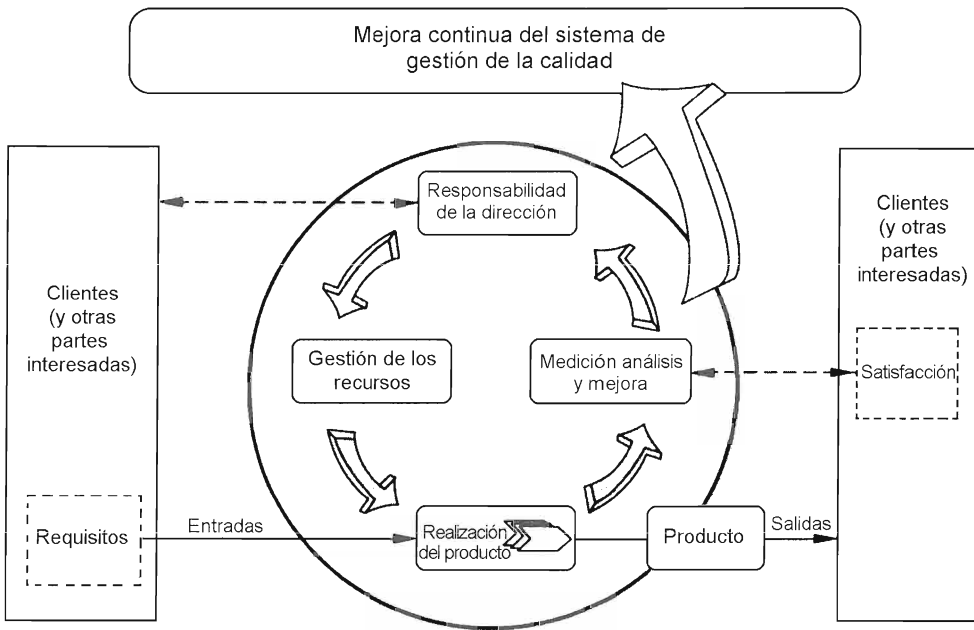 Mejora continua del sistema de
gestión de la calidad
Responsabilidad
de la dirección
Clientes
(y otras
partes
interesadas)
Clientes
(y otras
partes
interesadas)
Gestión de los
recursos
Medición análisis
y mejora
Satisfacción
Requisitos
Entradas
Realización
del producto
Producto
Salidas